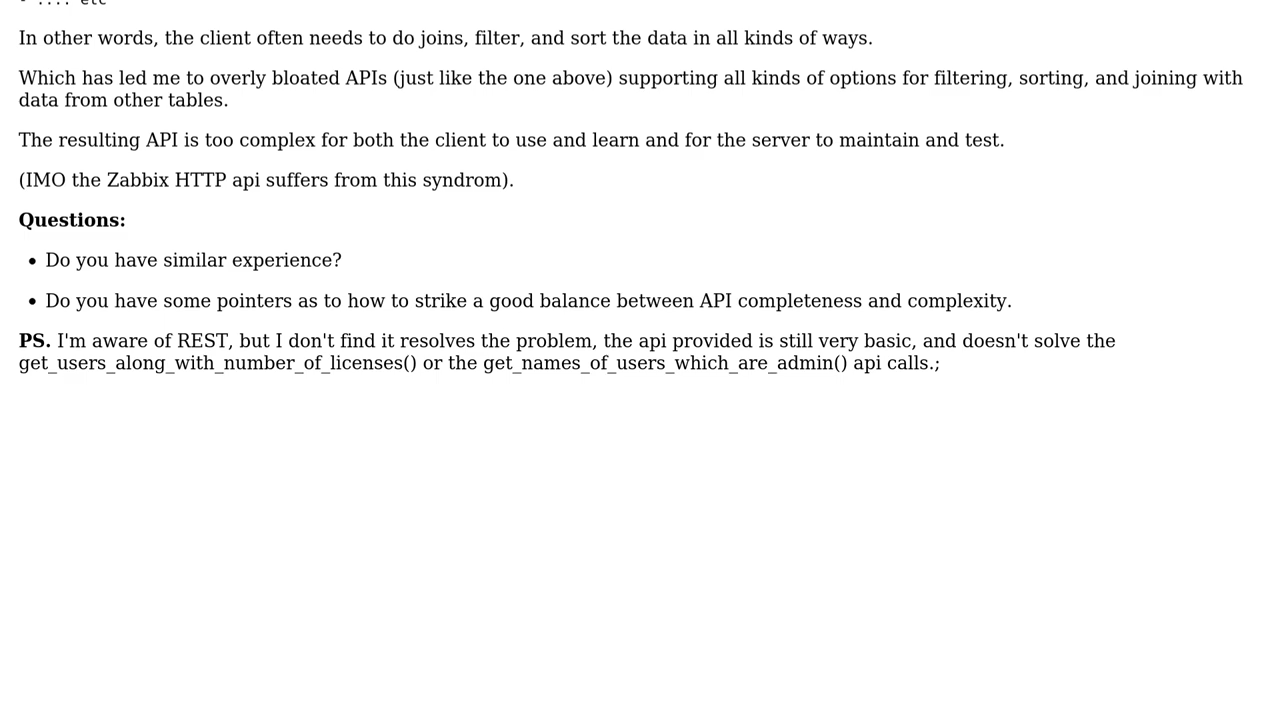 - .... etc
In other words, the client often needs to do joins, filter, and sort the data in all kinds of ways.
Which has led me to overly bloated APIs (just like the one above) supporting all kinds of options for filtering, sorting, and joining with
data from other tables.
The resulting API is too complex for both the client to use and learn and for the server to maintain and test.
(IMO the Zabbix HTTP api suffers from this syndrom).
Questions:
• Do you have similar experience?
• Do you have some pointers as to how to strike a good balance between API completeness and complexity.
PS. I'm aware of REST, but I don't find it resolves the problem, the api provided is still very basic, and doesn't solve the
get_users_along_with_number_of_licenses() or the get_names_of_users_which_are_admin() api calls.;